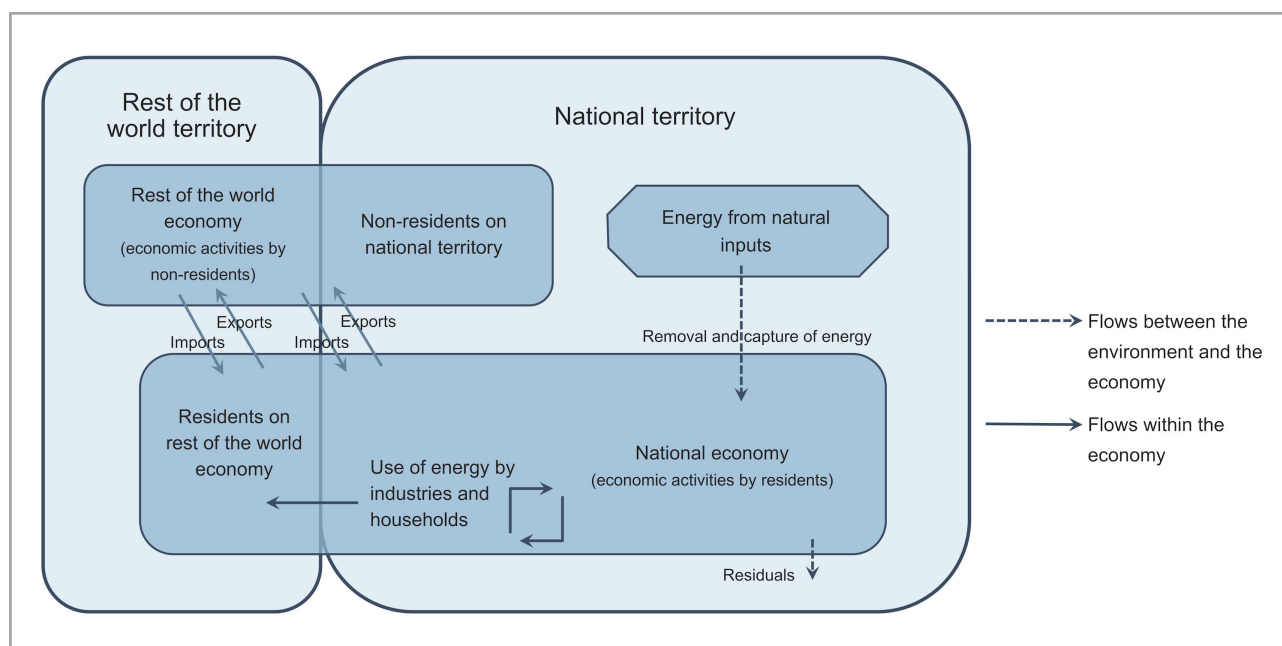 Rest of the
world territory
National territory
Rest of the world
economy
(economic activities by
non-residents)
Non-residents on
national territory
Energy from natural
inputs
Exports
Imports
Exports
Imports
Removal and capture of energy
Residents on
rest of the world
economy
Use of energy by
industries and
households
National economy
(economic activities by residents)
Residuals
Flows between the
environment and the
economy
Flows within the
economy